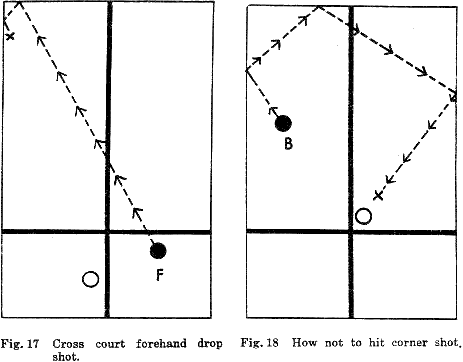 F
B
Fig. 17 Cross court forehand drop
shot.
Fig. 18 How not to hit corner shot.